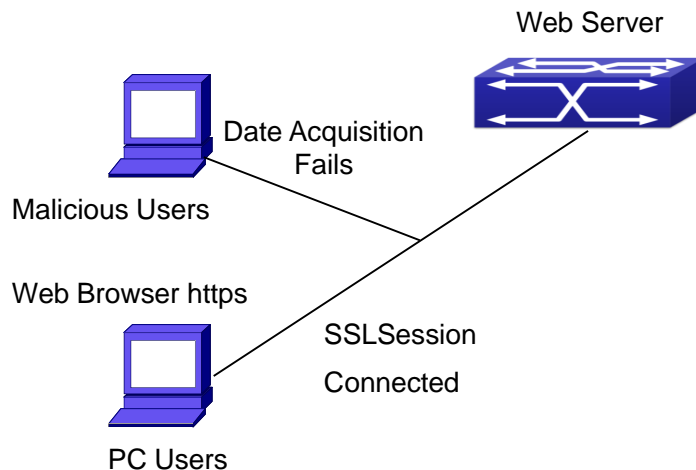 Web Server
Date Acquisition
Fails
Malicious Users
Web Browser https
SSLSession
Connected
PC Users